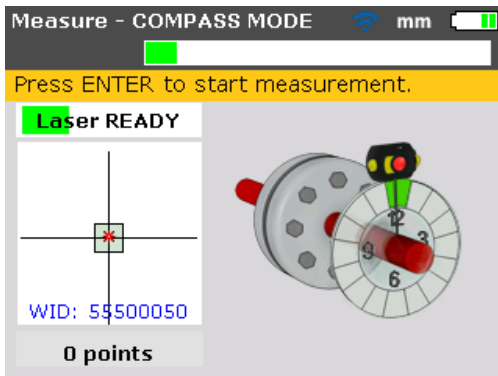 Measure - COMPASS MODE mm
Press ENTER to start measurement.
Laser READY
12
3
9
6
WID: 55500050
0 points